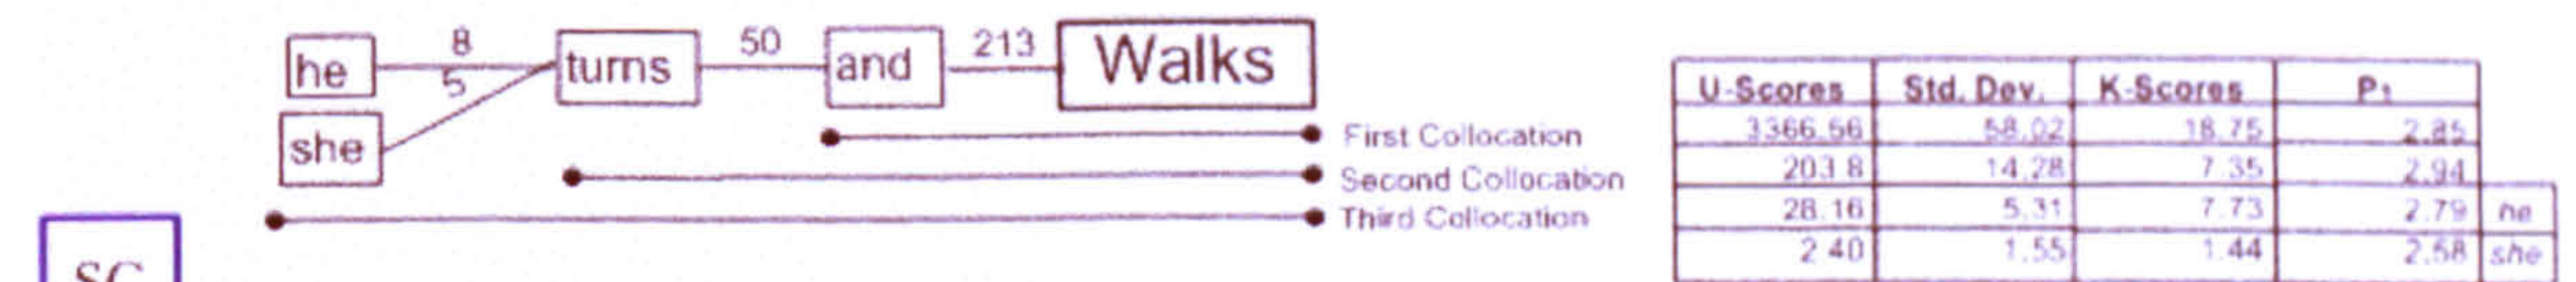 he 8 turns 50 and 213 Walks
5
she
First Collocation
Second Collocation
Third Collocation
U-Scores Std. Dev. K-Scores P1
3366.56 58.02 18.75 2.85
203.8 14.28 7.35 2.94
28.16 5.31 7.73 2.79 he
2.40 1.55 1.44 2.58 she
SC